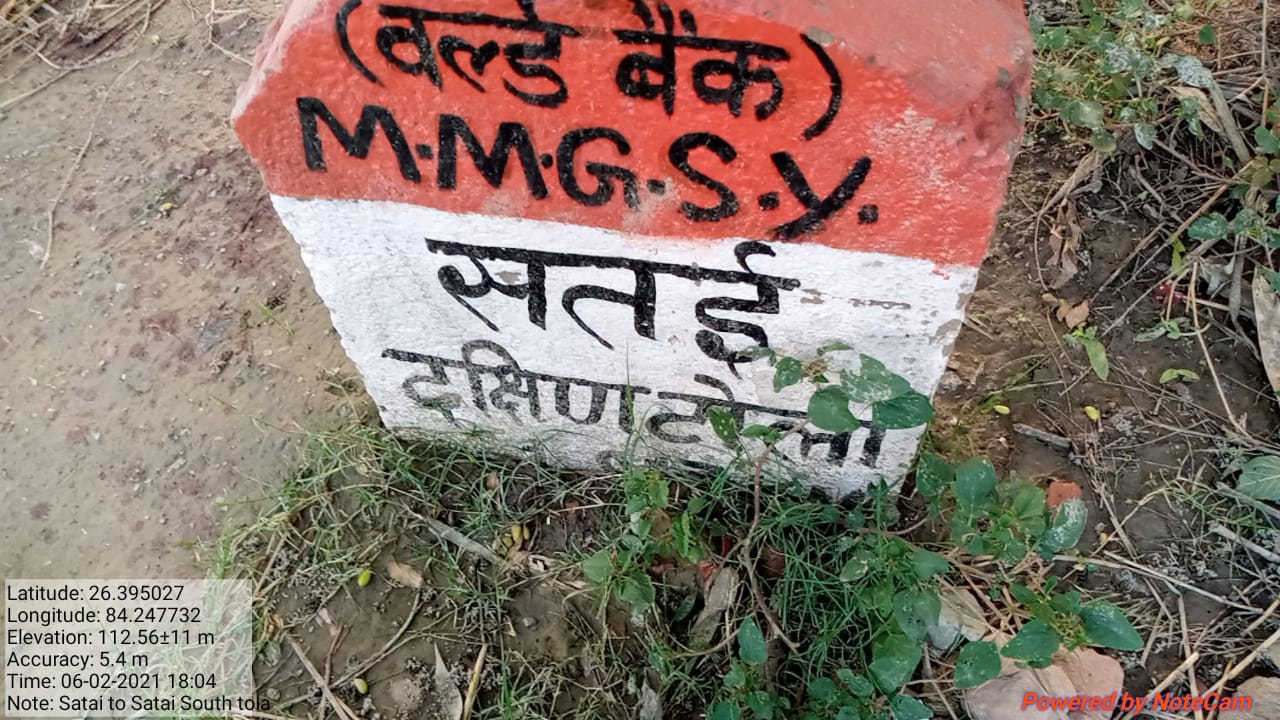 (वर्ल्ड बैंक)
M.M.G.S.Y.
सतई
दक्षिण टोला
Latitude: 26.395027
Longitude: 84.247732
Elevation: 112.56±11 m
Accuracy: 5.4 m
Time: 06-02-2021 18:04
Note: Satai to Satai South tola
Powered by NoteCam